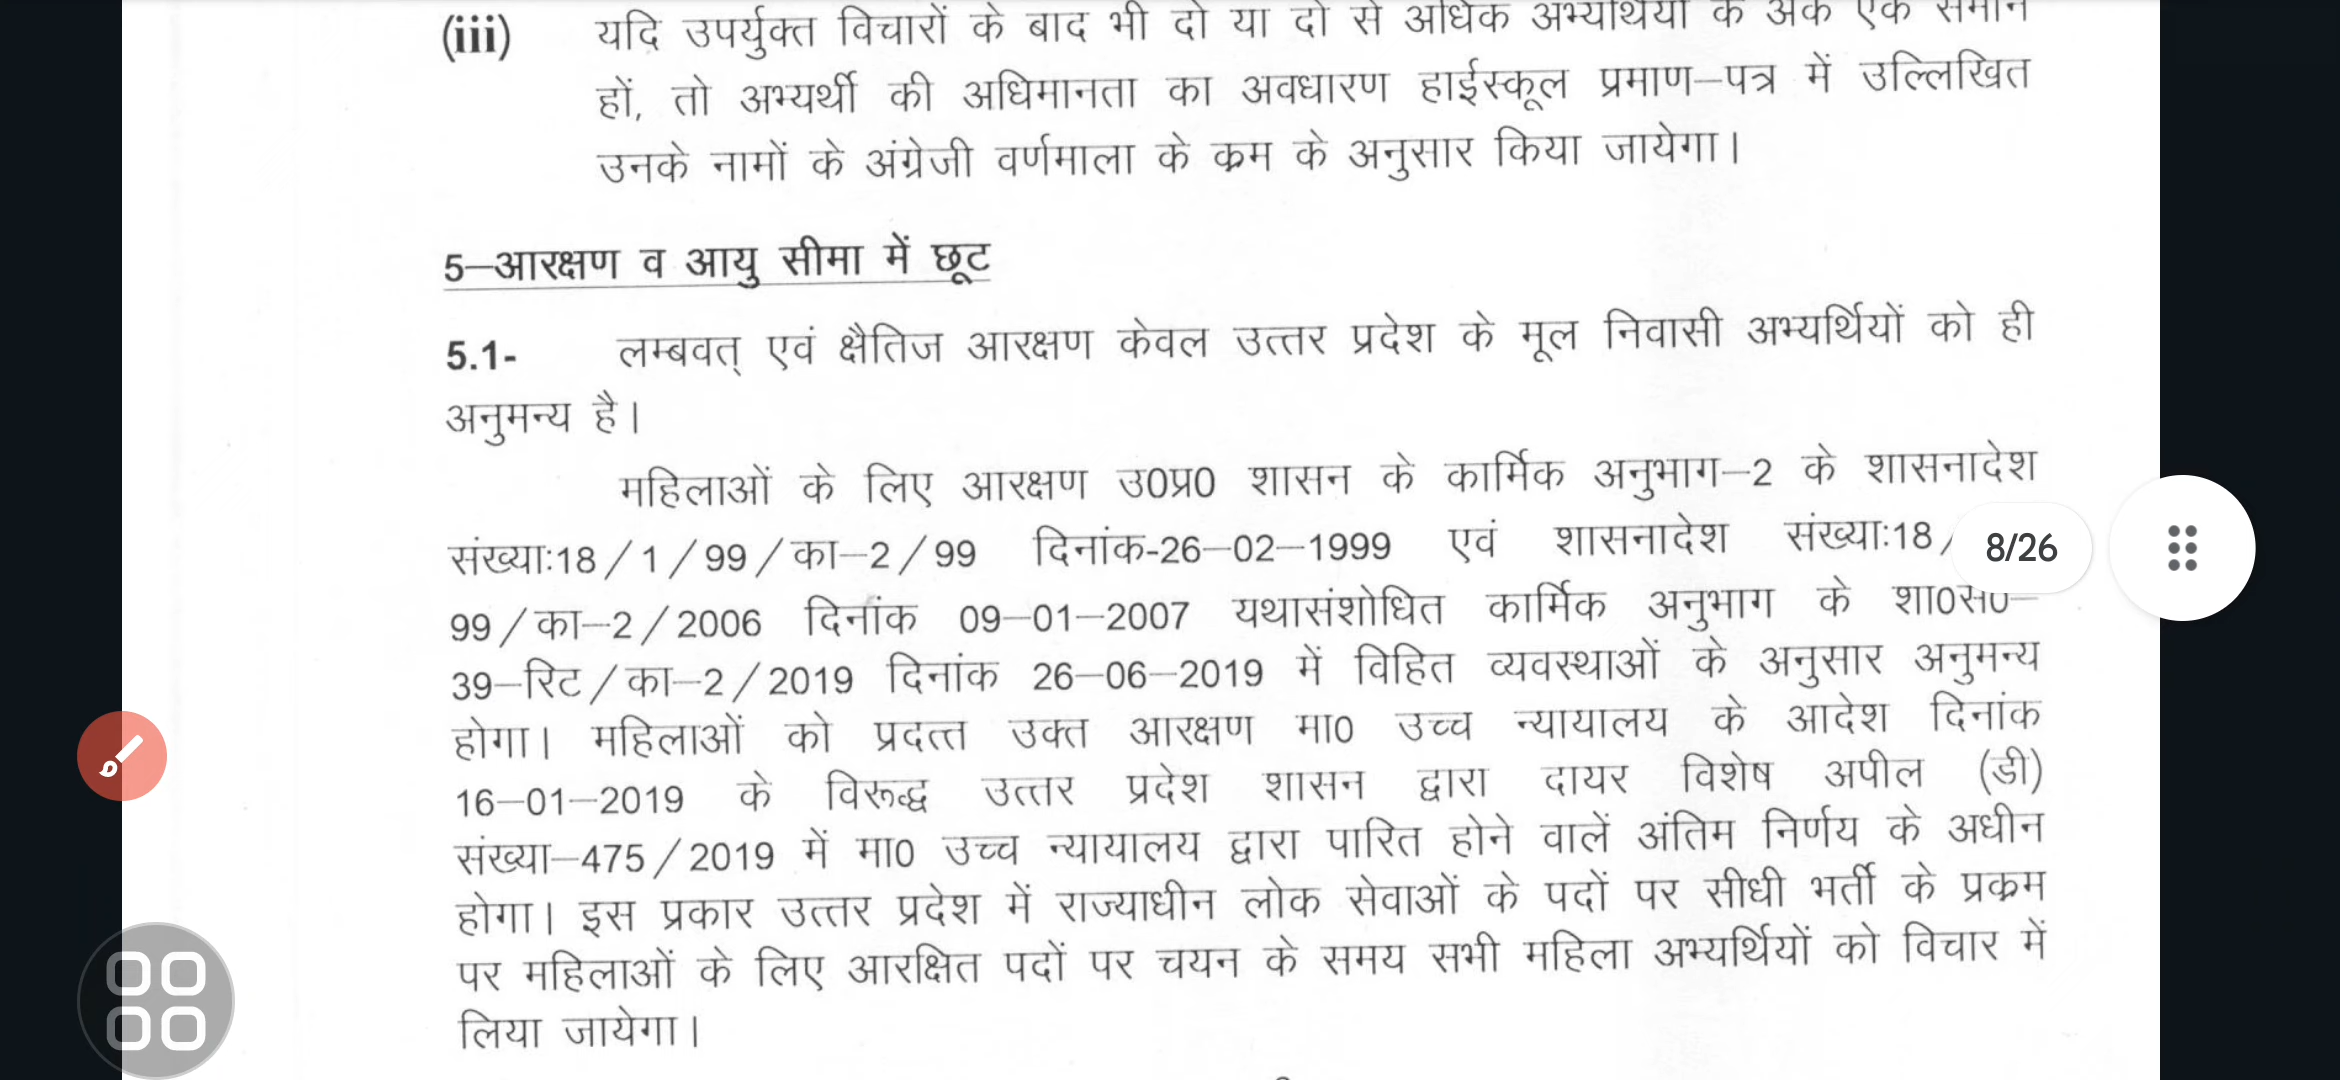 (iii) यदि उपर्युक्त विचारों के बाद भी दो या दो से अधिक अभ्यर्थियों के अंक एक समान
हों, तो अभ्यर्थी की अधिमानता का अवधारण हाईस्कूल प्रमाण–पत्र में उल्लिखित
उनके नामों के अंग्रेजी वर्णमाला के क्रम के अनुसार किया जायेगा।
5–आरक्षण व आयु सीमा में छूट
5.1- लम्बवत् एवं क्षैतिज आरक्षण केवल उत्तर प्रदेश के मूल निवासी अभ्यर्थियों को ही
अनुमन्य है।
महिलाओं के लिए आरक्षण उ0प्र0 शासन के कार्मिक अनुभाग–2 के शासनादेश
संख्या:18/1/99/का–2/99 दिनांक-26–02–1999 एवं शासनादेश संख्या:18/
8/26
99/का–2/2006 दिनांक 09–01–2007 यथासंशोधित कार्मिक अनुभाग के शा0सं0–
39–रिट/का–2/2019 दिनांक 26–06–2019 में विहित व्यवस्थाओं के अनुसार अनुमन्य
होगा। महिलाओं को प्रदत्त उक्त आरक्षण मा0 उच्च न्यायालय के आदेश दिनांक
16–01–2019 के विरूद्ध उत्तर प्रदेश शासन द्वारा दायर विशेष अपील (डी)
संख्या–475/2019 में मा0 उच्च न्यायालय द्वारा पारित होने वालें अंतिम निर्णय के अधीन
होगा। इस प्रकार उत्तर प्रदेश में राज्याधीन लोक सेवाओं के पदों पर सीधी भर्ती के प्रक्रम
पर महिलाओं के लिए आरक्षित पदों पर चयन के समय सभी महिला अभ्यर्थियों को विचार में
लिया जायेगा।